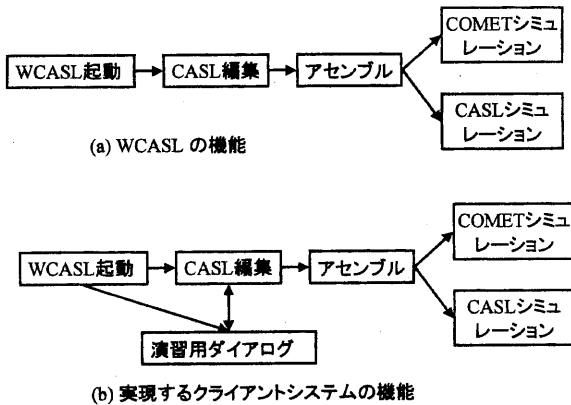 COMETシミュ
レーション
WCASL起動
CASL編集
アセンブル
CASLシミュ
レーション
(a) WCASL の機能
COMETシミュ
レーション
WCASL起動
CASL編集
アセンブル
CASLシミュ
レーション
演習用ダイアログ
(b) 実現するクライアントシステムの機能